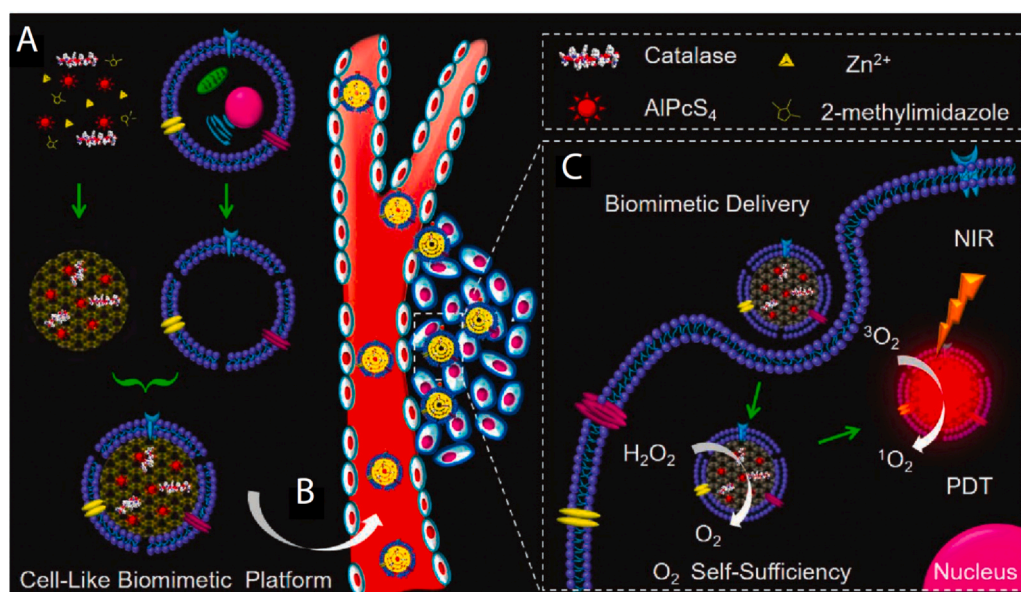 A
Cell-Like Biomimetic Platform
B
Catalase
Zn²⁺
AlPcS₄
2-methylimidazole
C
Biomimetic Delivery
NIR
³O₂
¹O₂
PDT
H₂O₂
O₂
O₂ Self-Sufficiency
Nucleus